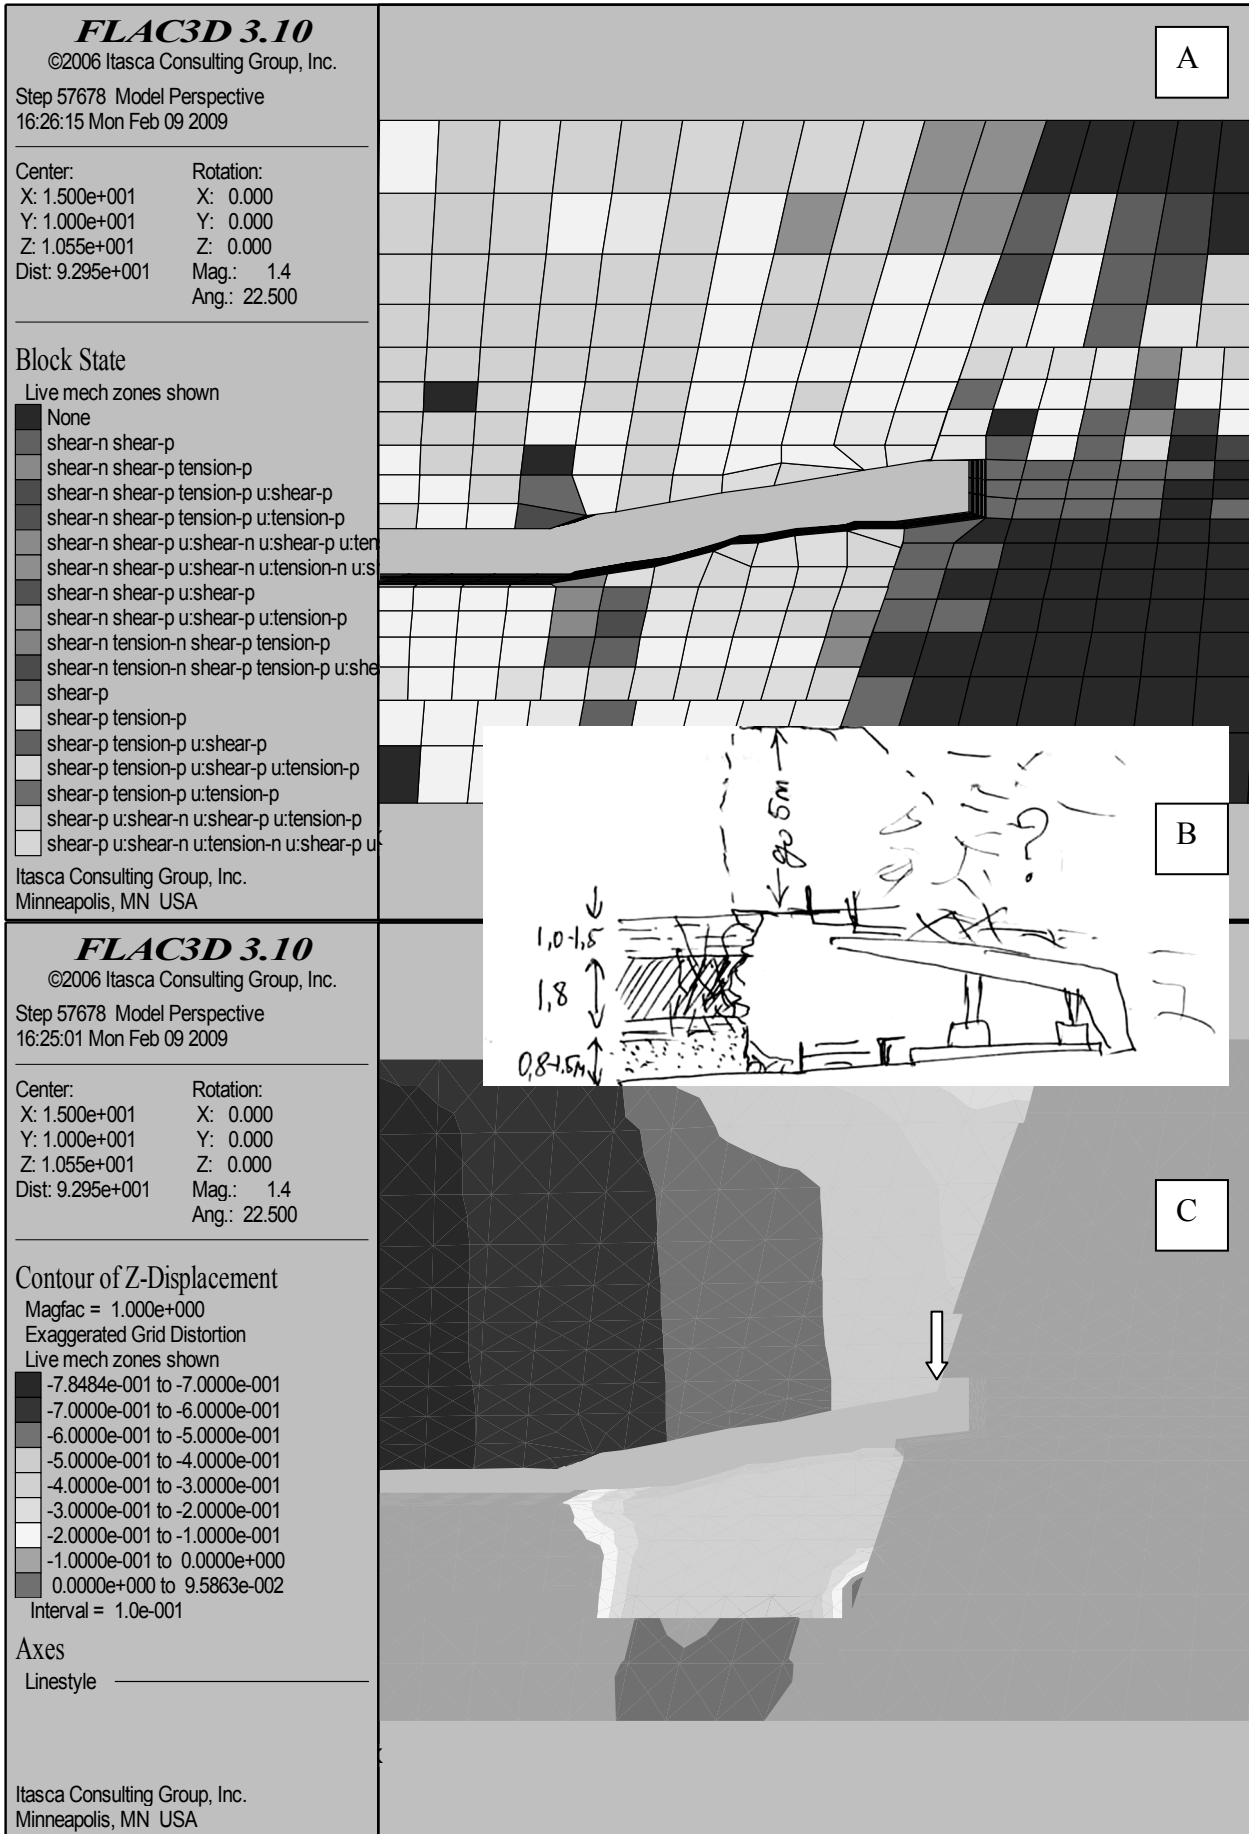 FLAC3D 3.10
©2006 Itasca Consulting Group, Inc.
Step 57678 Model Perspective
16:26:15 Mon Feb 09 2009
Center:
X: 1.500e+001
Y: 1.000e+001
Z: 1.055e+001
Dist: 9.295e+001
Rotation:
X: 0.000
Y: 0.000
Z: 0.000
Mag.: 1.4
Ang.: 22.500
Block State
Live mech zones shown
None
shear-n shear-p
shear-n shear-p tension-p
shear-n shear-p tension-p u:shear-p
shear-n shear-p tension-p u:tension-p
shear-n shear-p u:shear-n u:shear-p u:ten
shear-n shear-p u:shear-n u:tension-n u:s
shear-n shear-p u:shear-p
shear-n shear-p u:shear-p u:tension-p
shear-n tension-n shear-p tension-p
shear-n tension-n shear-p tension-p u:she
shear-p
shear-p tension-p
shear-p tension-p u:shear-p
shear-p tension-p u:shear-p u:tension-p
shear-p tension-p u:tension-p
shear-p u:shear-n u:shear-p u:tension-p
shear-p u:shear-n u:tension-n u:shear-p u
Itasca Consulting Group, Inc.
Minneapolis, MN USA
A
B
до 5м
?
1,0-1,5
1,8
0,8-1.5м
FLAC3D 3.10
©2006 Itasca Consulting Group, Inc.
Step 57678 Model Perspective
16:25:01 Mon Feb 09 2009
Center:
X: 1.500e+001
Y: 1.000e+001
Z: 1.055e+001
Dist: 9.295e+001
Rotation:
X: 0.000
Y: 0.000
Z: 0.000
Mag.: 1.4
Ang.: 22.500
Contour of Z-Displacement
Magfac = 1.000e+000
Exaggerated Grid Distortion
Live mech zones shown
-7.8484e-001 to -7.0000e-001
-7.0000e-001 to -6.0000e-001
-6.0000e-001 to -5.0000e-001
-5.0000e-001 to -4.0000e-001
-4.0000e-001 to -3.0000e-001
-3.0000e-001 to -2.0000e-001
-2.0000e-001 to -1.0000e-001
-1.0000e-001 to 0.0000e+000
0.0000e+000 to 9.5863e-002
Interval = 1.0e-001
Axes
Linestyle
Itasca Consulting Group, Inc.
Minneapolis, MN USA
C